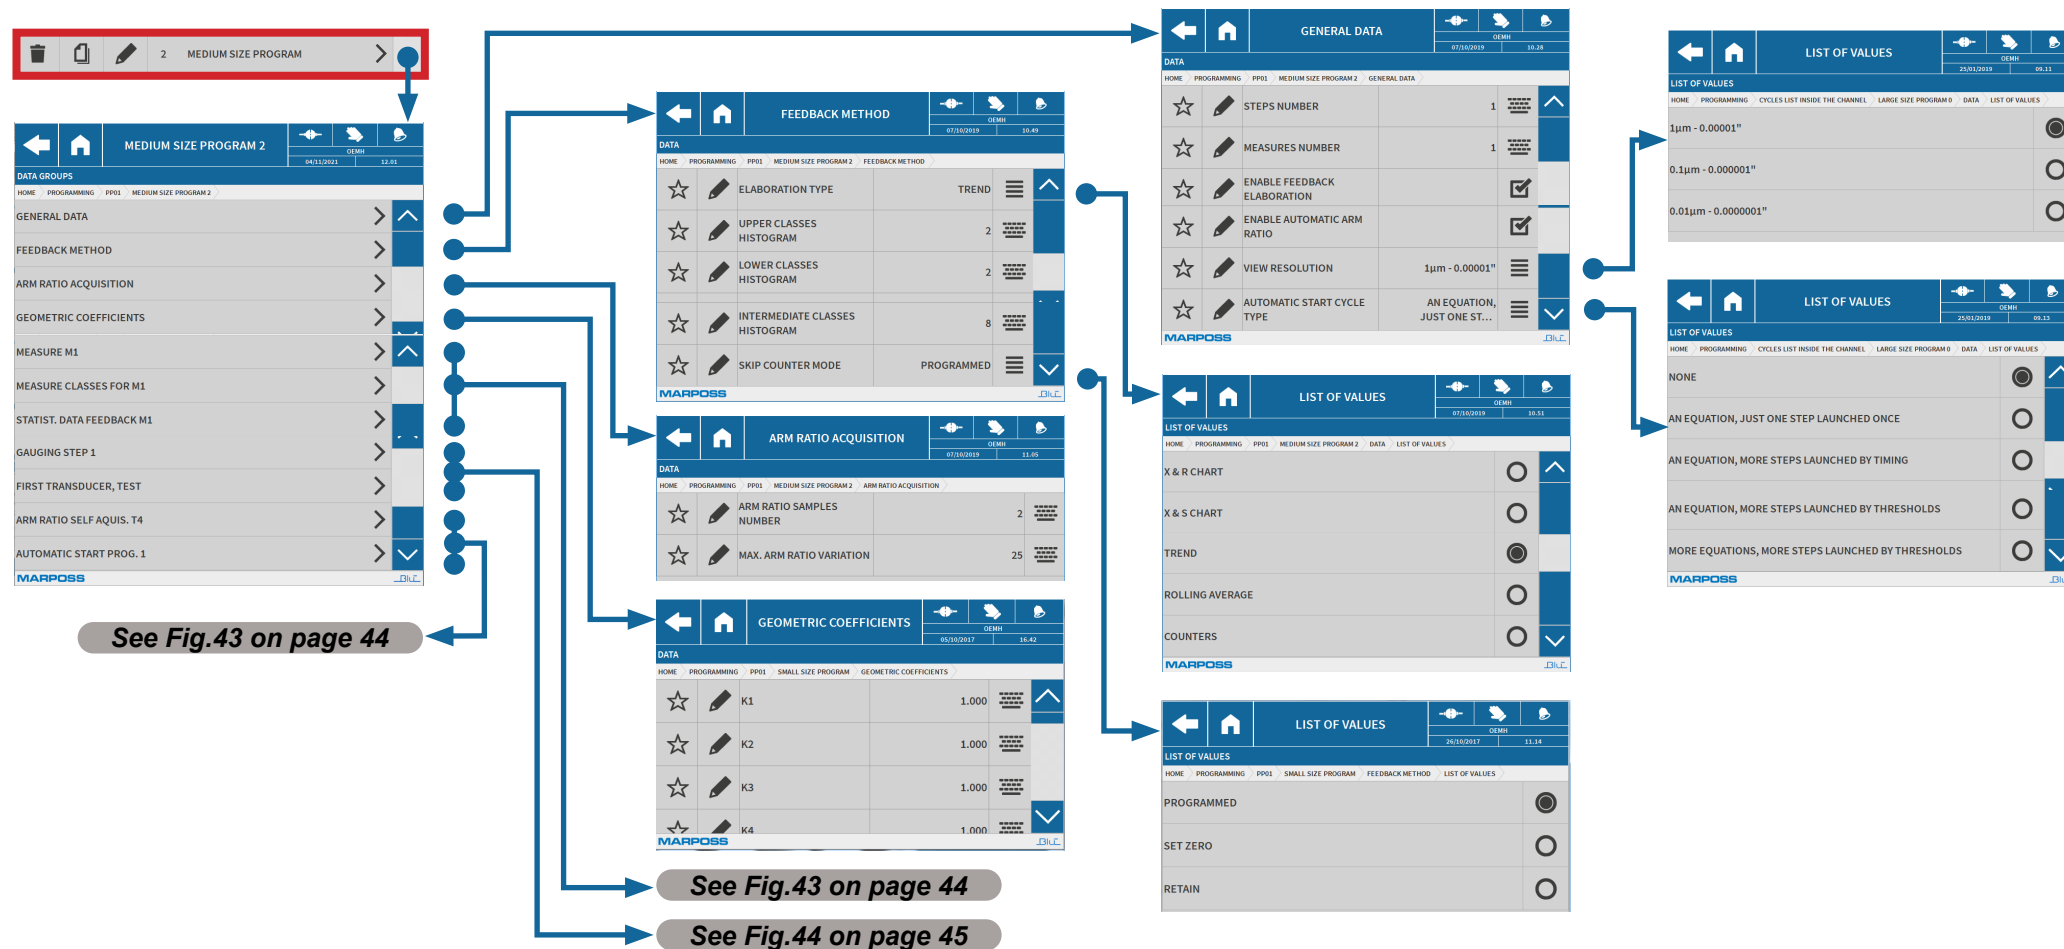 2 MEDIUM SIZE PROGRAM
MEDIUM SIZE PROGRAM 2
OEMH
04/11/2021 12.01
DATA GROUPS
HOME PROGRAMMING PP01 MEDIUM SIZE PROGRAM 2
GENERAL DATA
FEEDBACK METHOD
ARM RATIO ACQUISITION
GEOMETRIC COEFFICIENTS
MEASURE M1
MEASURE CLASSES FOR M1
STATIST. DATA FEEDBACK M1
GAUGING STEP 1
FIRST TRANSDUCER, TEST
ARM RATIO SELF AQUIS. T4
AUTOMATIC START PROG. 1
MARPOSS BLÚ
See Fig.43 on page 44
FEEDBACK METHOD
OEMH
07/10/2019 10.49
DATA
HOME PROGRAMMING PP01 MEDIUM SIZE PROGRAM 2 FEEDBACK METHOD
ELABORATION TYPE TREND
UPPER CLASSES
HISTOGRAM 2
LOWER CLASSES
HISTOGRAM 2
INTERMEDIATE CLASSES
HISTOGRAM 8
SKIP COUNTER MODE PROGRAMMED
MARPOSS BLÚ
ARM RATIO ACQUISITION
OEMH
07/10/2019 11.05
DATA
HOME PROGRAMMING PP01 MEDIUM SIZE PROGRAM 2 ARM RATIO ACQUISITION
ARM RATIO SAMPLES
NUMBER 2
MAX. ARM RATIO VARIATION 25
GEOMETRIC COEFFICIENTS
OEMH
05/10/2017 16.42
DATA
HOME PROGRAMMING PP01 SMALL SIZE PROGRAM GEOMETRIC COEFFICIENTS
K1 1.000
K2 1.000
K3 1.000
K4 1.000
MARPOSS BLÚ
See Fig.43 on page 44
See Fig.44 on page 45
GENERAL DATA
OEMH
07/10/2019 10.28
DATA
HOME PROGRAMMING PP01 MEDIUM SIZE PROGRAM 2 GENERAL DATA
STEPS NUMBER 1
MEASURES NUMBER 1
ENABLE FEEDBACK
ELABORATION
ENABLE AUTOMATIC ARM
RATIO
VIEW RESOLUTION 1µm - 0.00001"
AUTOMATIC START CYCLE
TYPE
AN EQUATION,
JUST ONE ST...
MARPOSS BLÚ
LIST OF VALUES
OEMH
07/10/2019 10.51
LIST OF VALUES
HOME PROGRAMMING PP01 MEDIUM SIZE PROGRAM 2 DATA LIST OF VALUES
X & R CHART
X & S CHART
TREND
ROLLING AVERAGE
COUNTERS
MARPOSS BLÚ
LIST OF VALUES
OEMH
26/10/2017 11.14
LIST OF VALUES
HOME PROGRAMMING PP01 SMALL SIZE PROGRAM FEEDBACK METHOD LIST OF VALUES
PROGRAMMED
SET ZERO
RETAIN
LIST OF VALUES
OEMH
25/01/2019 09.11
LIST OF VALUES
HOME PROGRAMMING CYCLES LIST INSIDE THE CHANNEL LARGE SIZE PROGRAM 0 DATA LIST OF VALUES
1µm - 0.00001"
0.1µm - 0.000001"
0.01µm - 0.0000001"
LIST OF VALUES
OEMH
25/01/2019 09.13
LIST OF VALUES
HOME PROGRAMMING CYCLES LIST INSIDE THE CHANNEL LARGE SIZE PROGRAM 0 DATA LIST OF VALUES
NONE
AN EQUATION, JUST ONE STEP LAUNCHED ONCE
AN EQUATION, MORE STEPS LAUNCHED BY TIMING
AN EQUATION, MORE STEPS LAUNCHED BY THRESHOLDS
MORE EQUATIONS, MORE STEPS LAUNCHED BY THRESHOLDS
MARPOSS